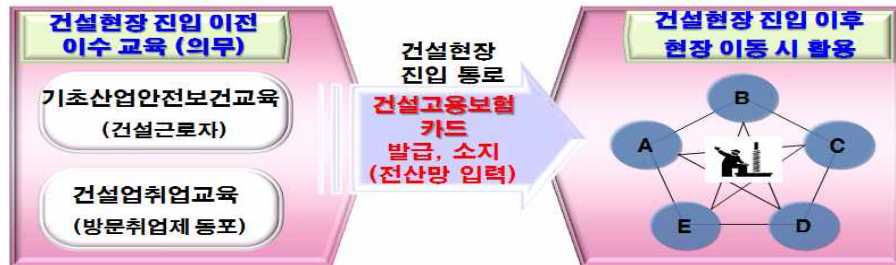 건설현장 진입 이전
이수 교육 (의무)
기초산업안전보건교육
(건설근로자)
건설업취업교육
(방문취업제 동포)
건설현장
진입 통로
건설고용보험
카드
발급, 소지
(전산망 입력)
건설현장 진입 이후
현장 이동 시 활용
B
A
C
E
D